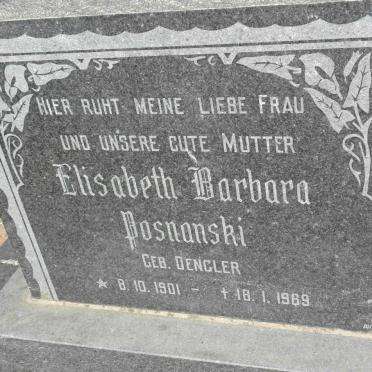 HIER RUHT MEINE LIEBE FRAU
UND UNSERE GUTE MUTTER
Elisabeth Barbara
Posnanski
GEB. DENGLER
* 8.10.1901 - † 18.1.1969